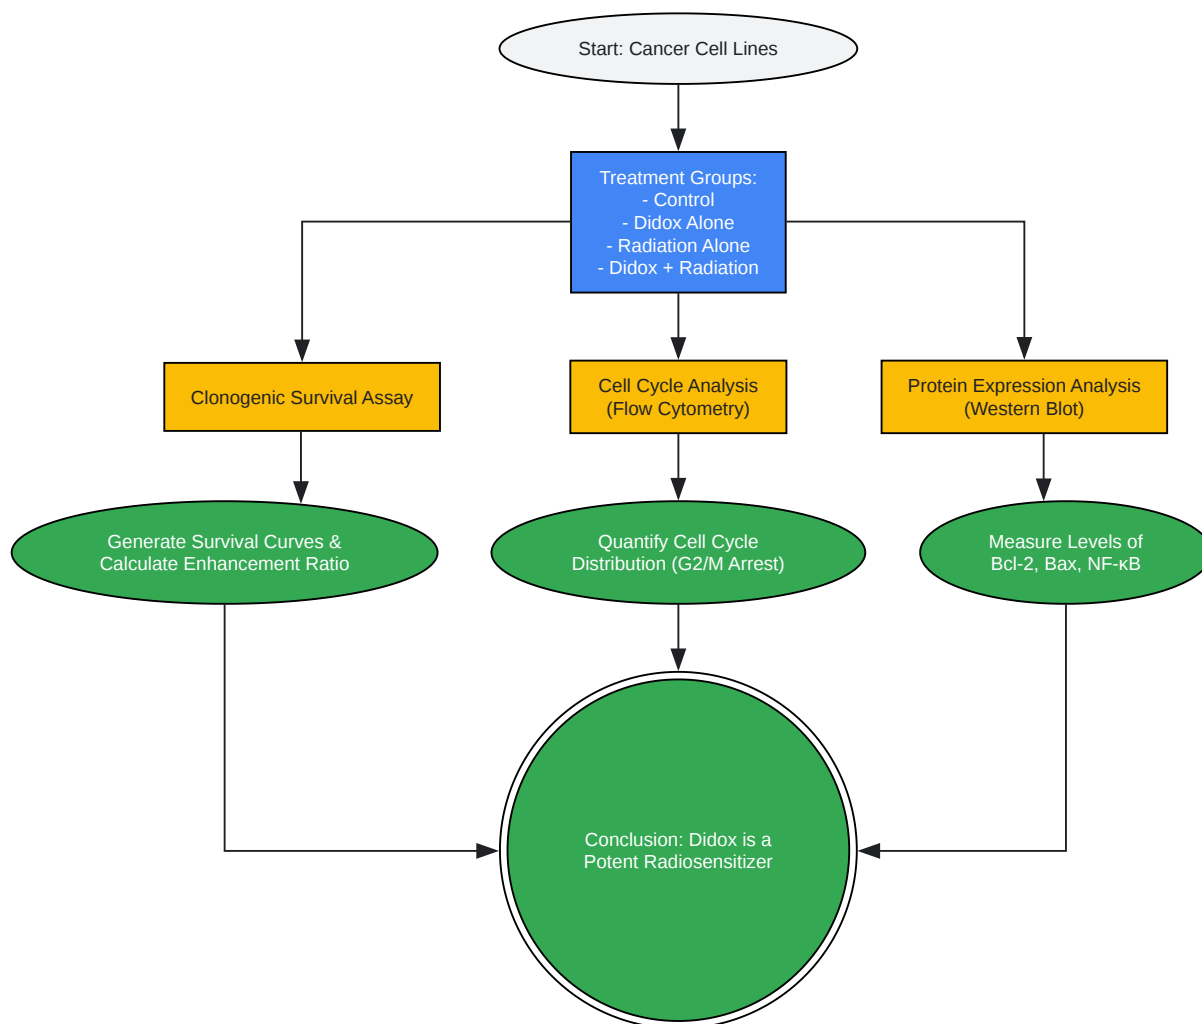 Start: Cancer Cell Lines
Treatment Groups:
- Control
- Didox Alone
- Radiation Alone
- Didox + Radiation
Clonogenic Survival Assay
Cell Cycle Analysis
(Flow Cytometry)
Protein Expression Analysis
(Western Blot)
Generate Survival Curves &
Calculate Enhancement Ratio
Quantify Cell Cycle
Distribution (G2/M Arrest)
Measure Levels of
Bcl-2, Bax, NF-κB
Conclusion: Didox is a
Potent Radiosensitizer